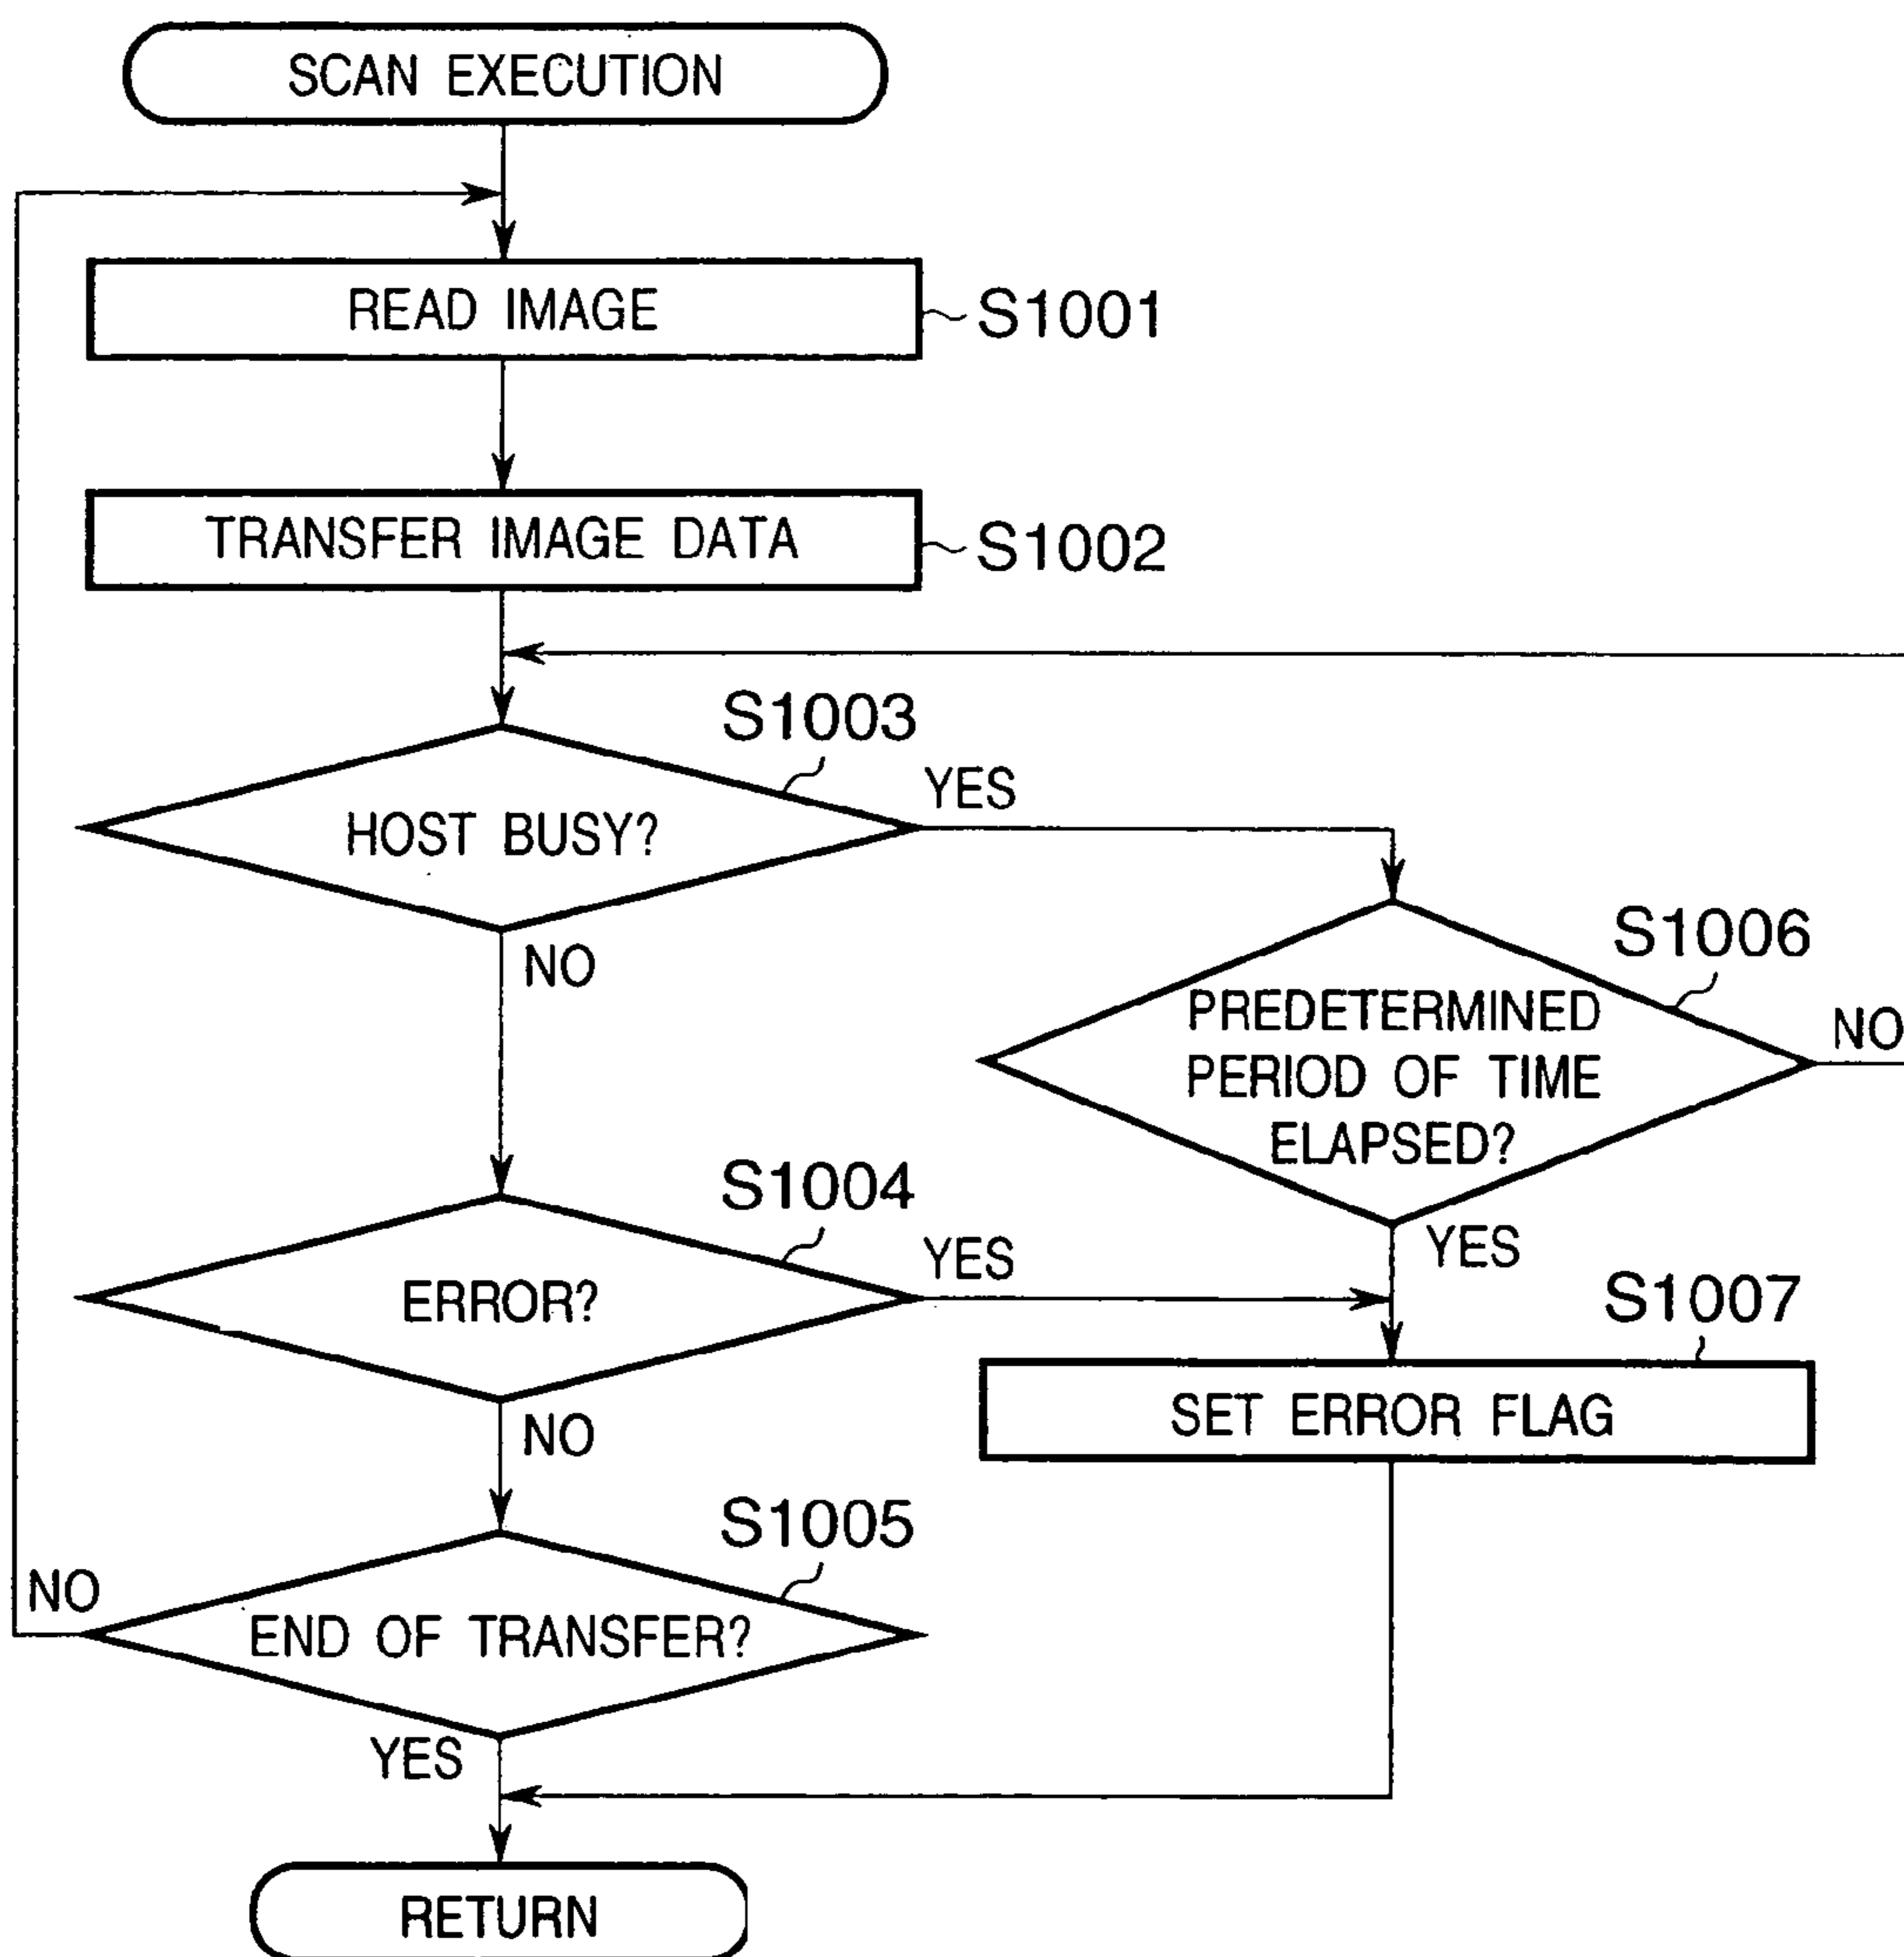 SCAN EXECUTION
READ IMAGE
S1001
TRANSFER IMAGE DATA
S1002
S1003
HOST BUSY?
YES
NO
S1006
PREDETERMINED
PERIOD OF TIME
ELAPSED?
NO
YES
S1004
ERROR?
YES
NO
S1007
SET ERROR FLAG
S1005
END OF TRANSFER?
NO
YES
RETURN